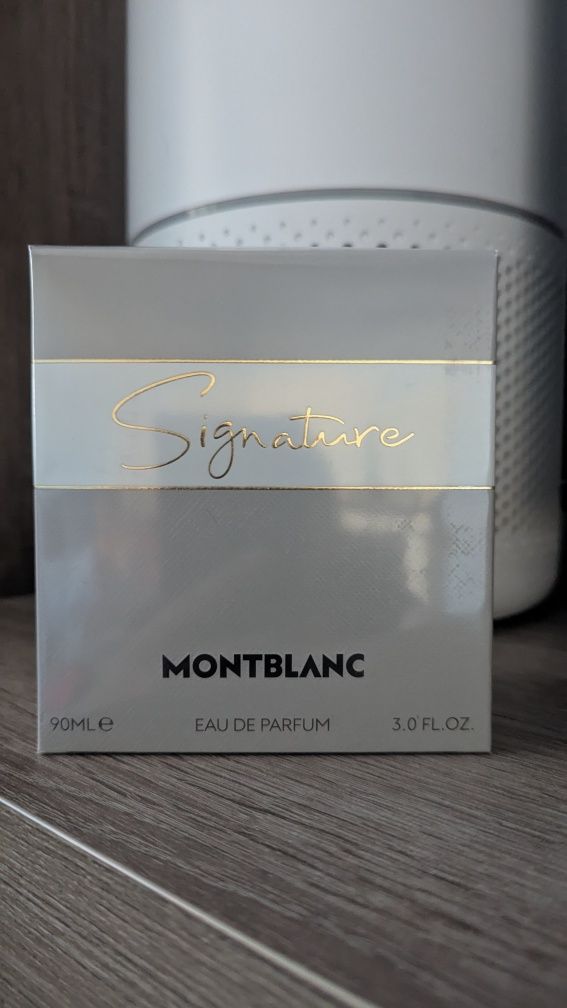 Signature
MONTBLANC
90ML ℮ EAU DE PARFUM 3.0 FL.OZ.